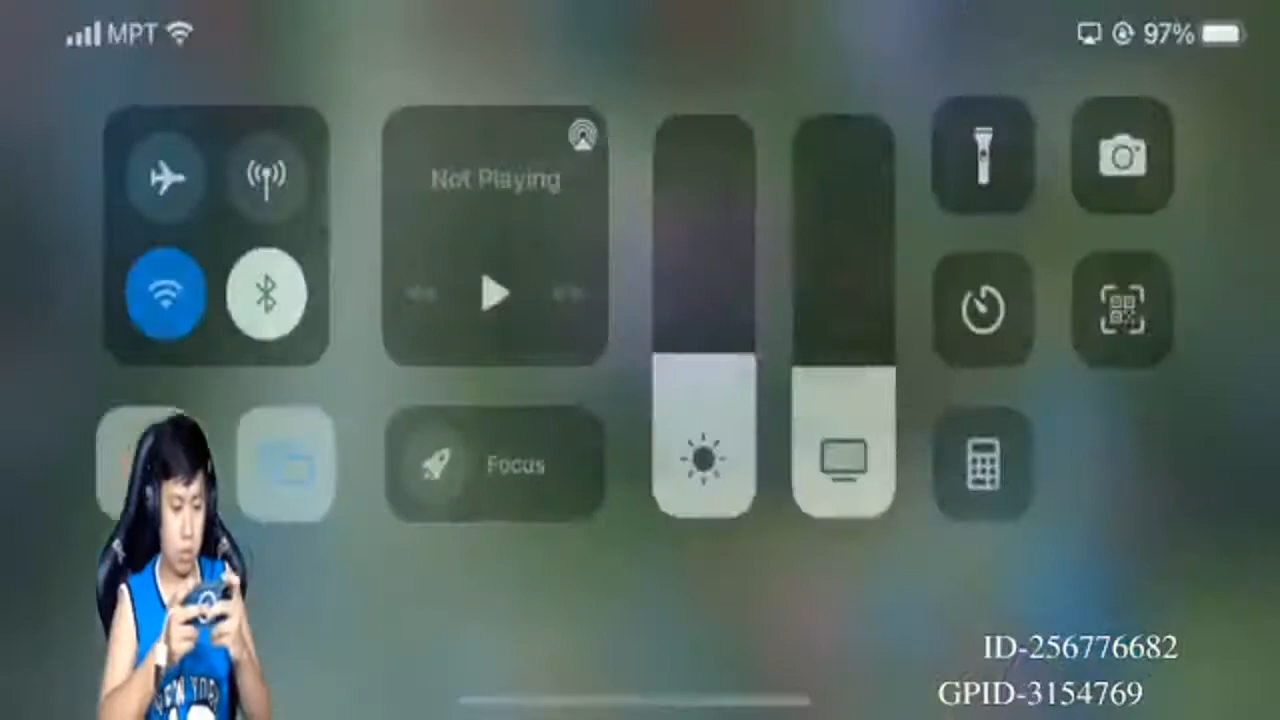 MPT
97%
Not Playing
Focus
ID-256776682
GPID-3154769
NEW YORK